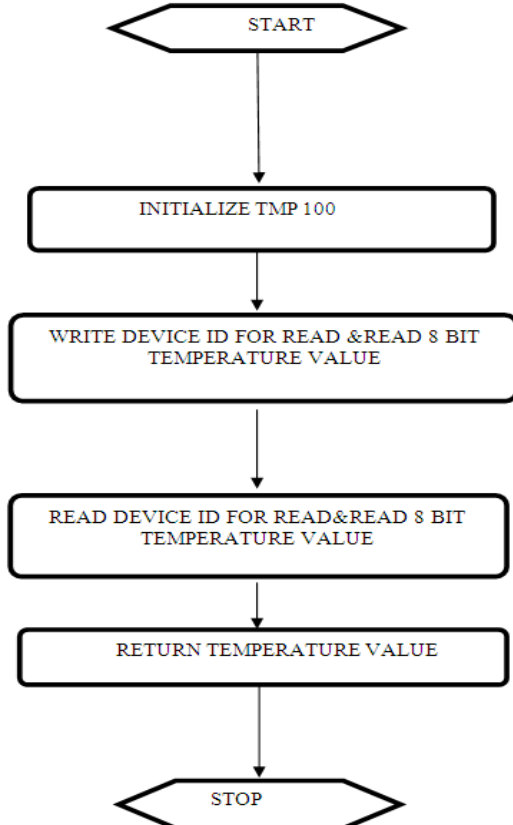 START
INITIALIZE TMP 100
WRITE DEVICE ID FOR READ &READ 8 BIT
TEMPERATURE VALUE
READ DEVICE ID FOR READ&READ 8 BIT
TEMPERATURE VALUE
RETURN TEMPERATURE VALUE
STOP